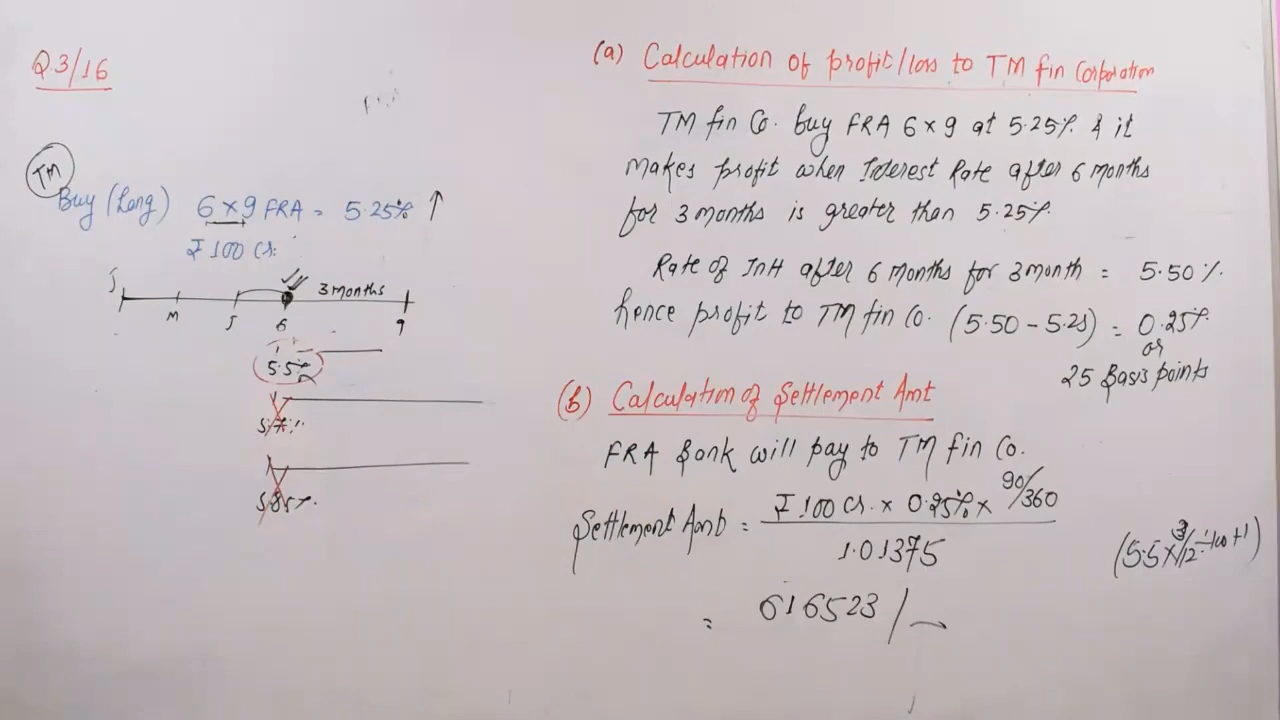 Q.3/16
TM
Buy (Long) 6 × 9 FRA = 5.25% ↑
₹ 100 Cr.
J
3 months
M J 6 9
5.5%
5.85%
(a) Calculation of profit/loss to TM fin Corporation
TM fin Co. buy FRA 6 × 9 at 5.25% & it
makes profit when Interest Rate after 6 months
for 3 months is greater than 5.25%.
Rate of Int after 6 months for 3 month = 5.50%.
hence profit to TM fin Co. (5.50 - 5.25) = 0.25%
or
25 Basis points
(b) Calculation of Settlement Amt
FRA Bank will pay to TM fin Co.
Settlement Amt = ₹ 100 Cr. × 0.25% × 90/360
1.01375
(5.5 × 3/12 ÷ 100 + 1)
= 616523/-